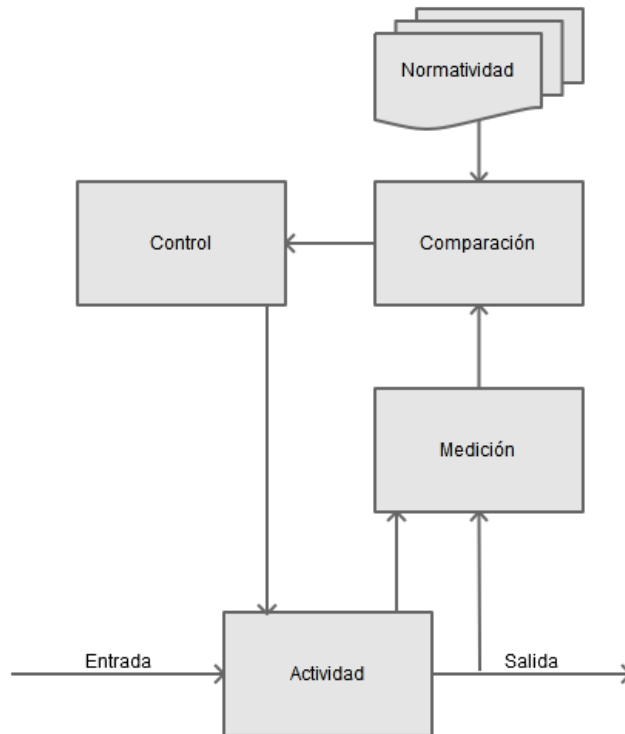 Normatividad
Control
Comparación
Medición
Entrada
Actividad
Salida